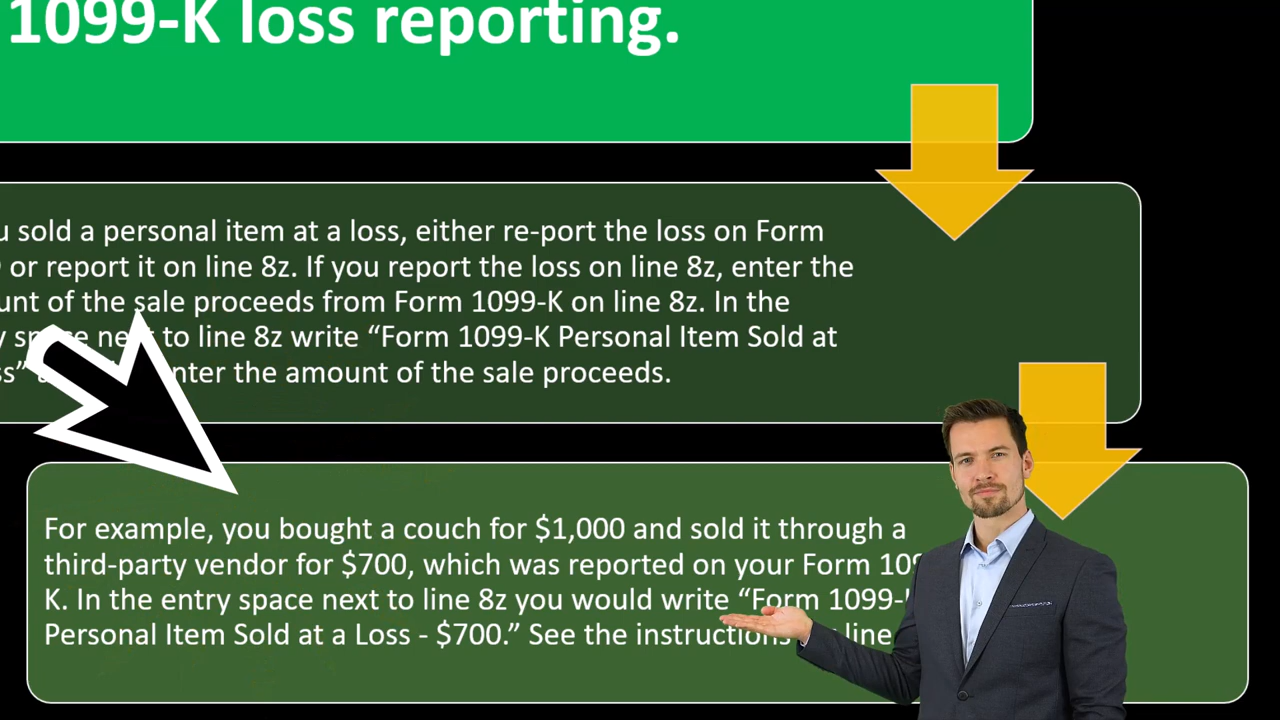 1099-K loss reporting.
sold a personal item at a loss, either re-port the loss on Form
or report it on line 8z. If you report the loss on line 8z, enter the
of the sale proceeds from Form 1099-K on line 8z. In the
to line 8z write “Form 1099-K Personal Item Sold at
enter the amount of the sale proceeds.
For example, you bought a couch for $1,000 and sold it through a
third-party vendor for $700, which was reported on your Form
K. In the entry space next to line 8z you would write “Form 1099-
Personal Item Sold at a Loss - $700.” See the instructions line